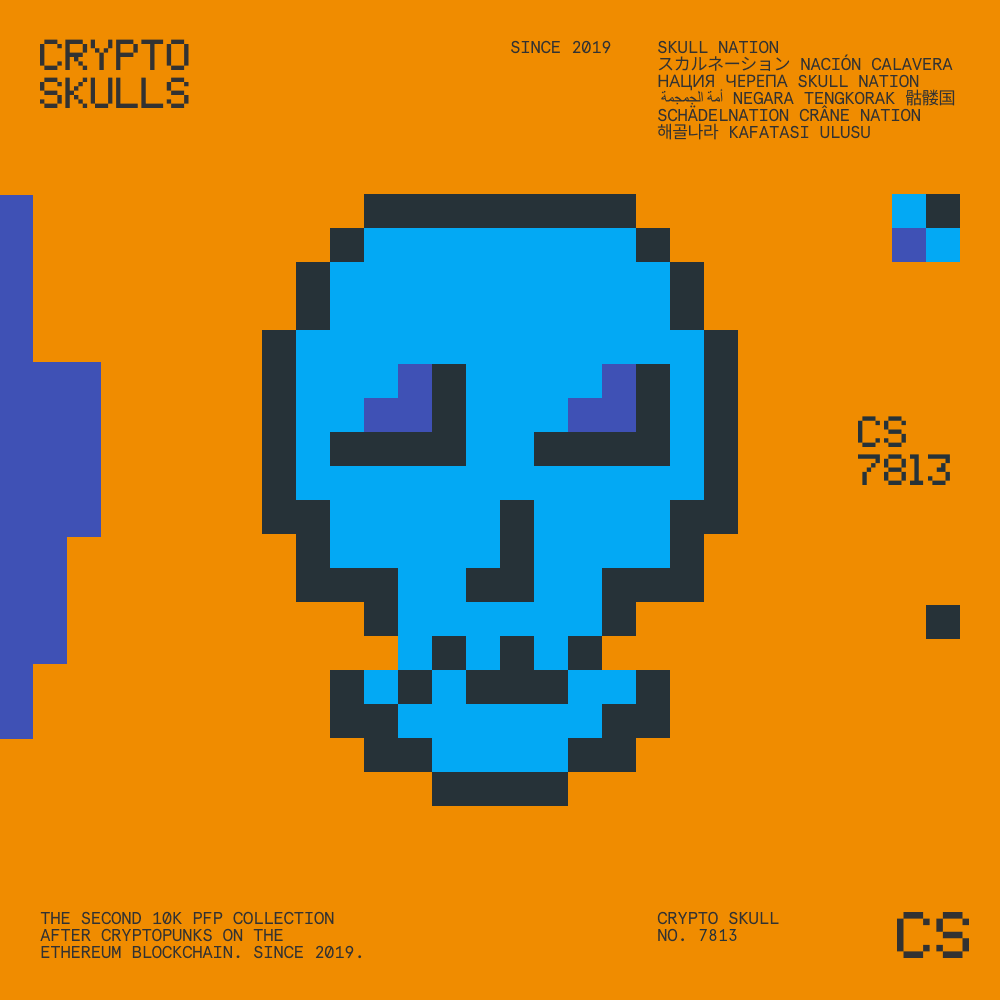 CRYPTO
SKULLS
SINCE 2019
SKULL NATION
スカルネーション NACIÓN CALAVERA
НАЦИЯ ЧЕРЕПА SKULL NATION
أمة الجمجمة NEGARA TENGKORAK 骷髅国
SCHÄDELNATION CRÂNE NATION
해골나라 KAFATASI ULUSU
CS
7813
THE SECOND 10K PFP COLLECTION
AFTER CRYPTOPUNKS ON THE
ETHEREUM BLOCKCHAIN. SINCE 2019.
CRYPTO SKULL
NO. 7813
CS